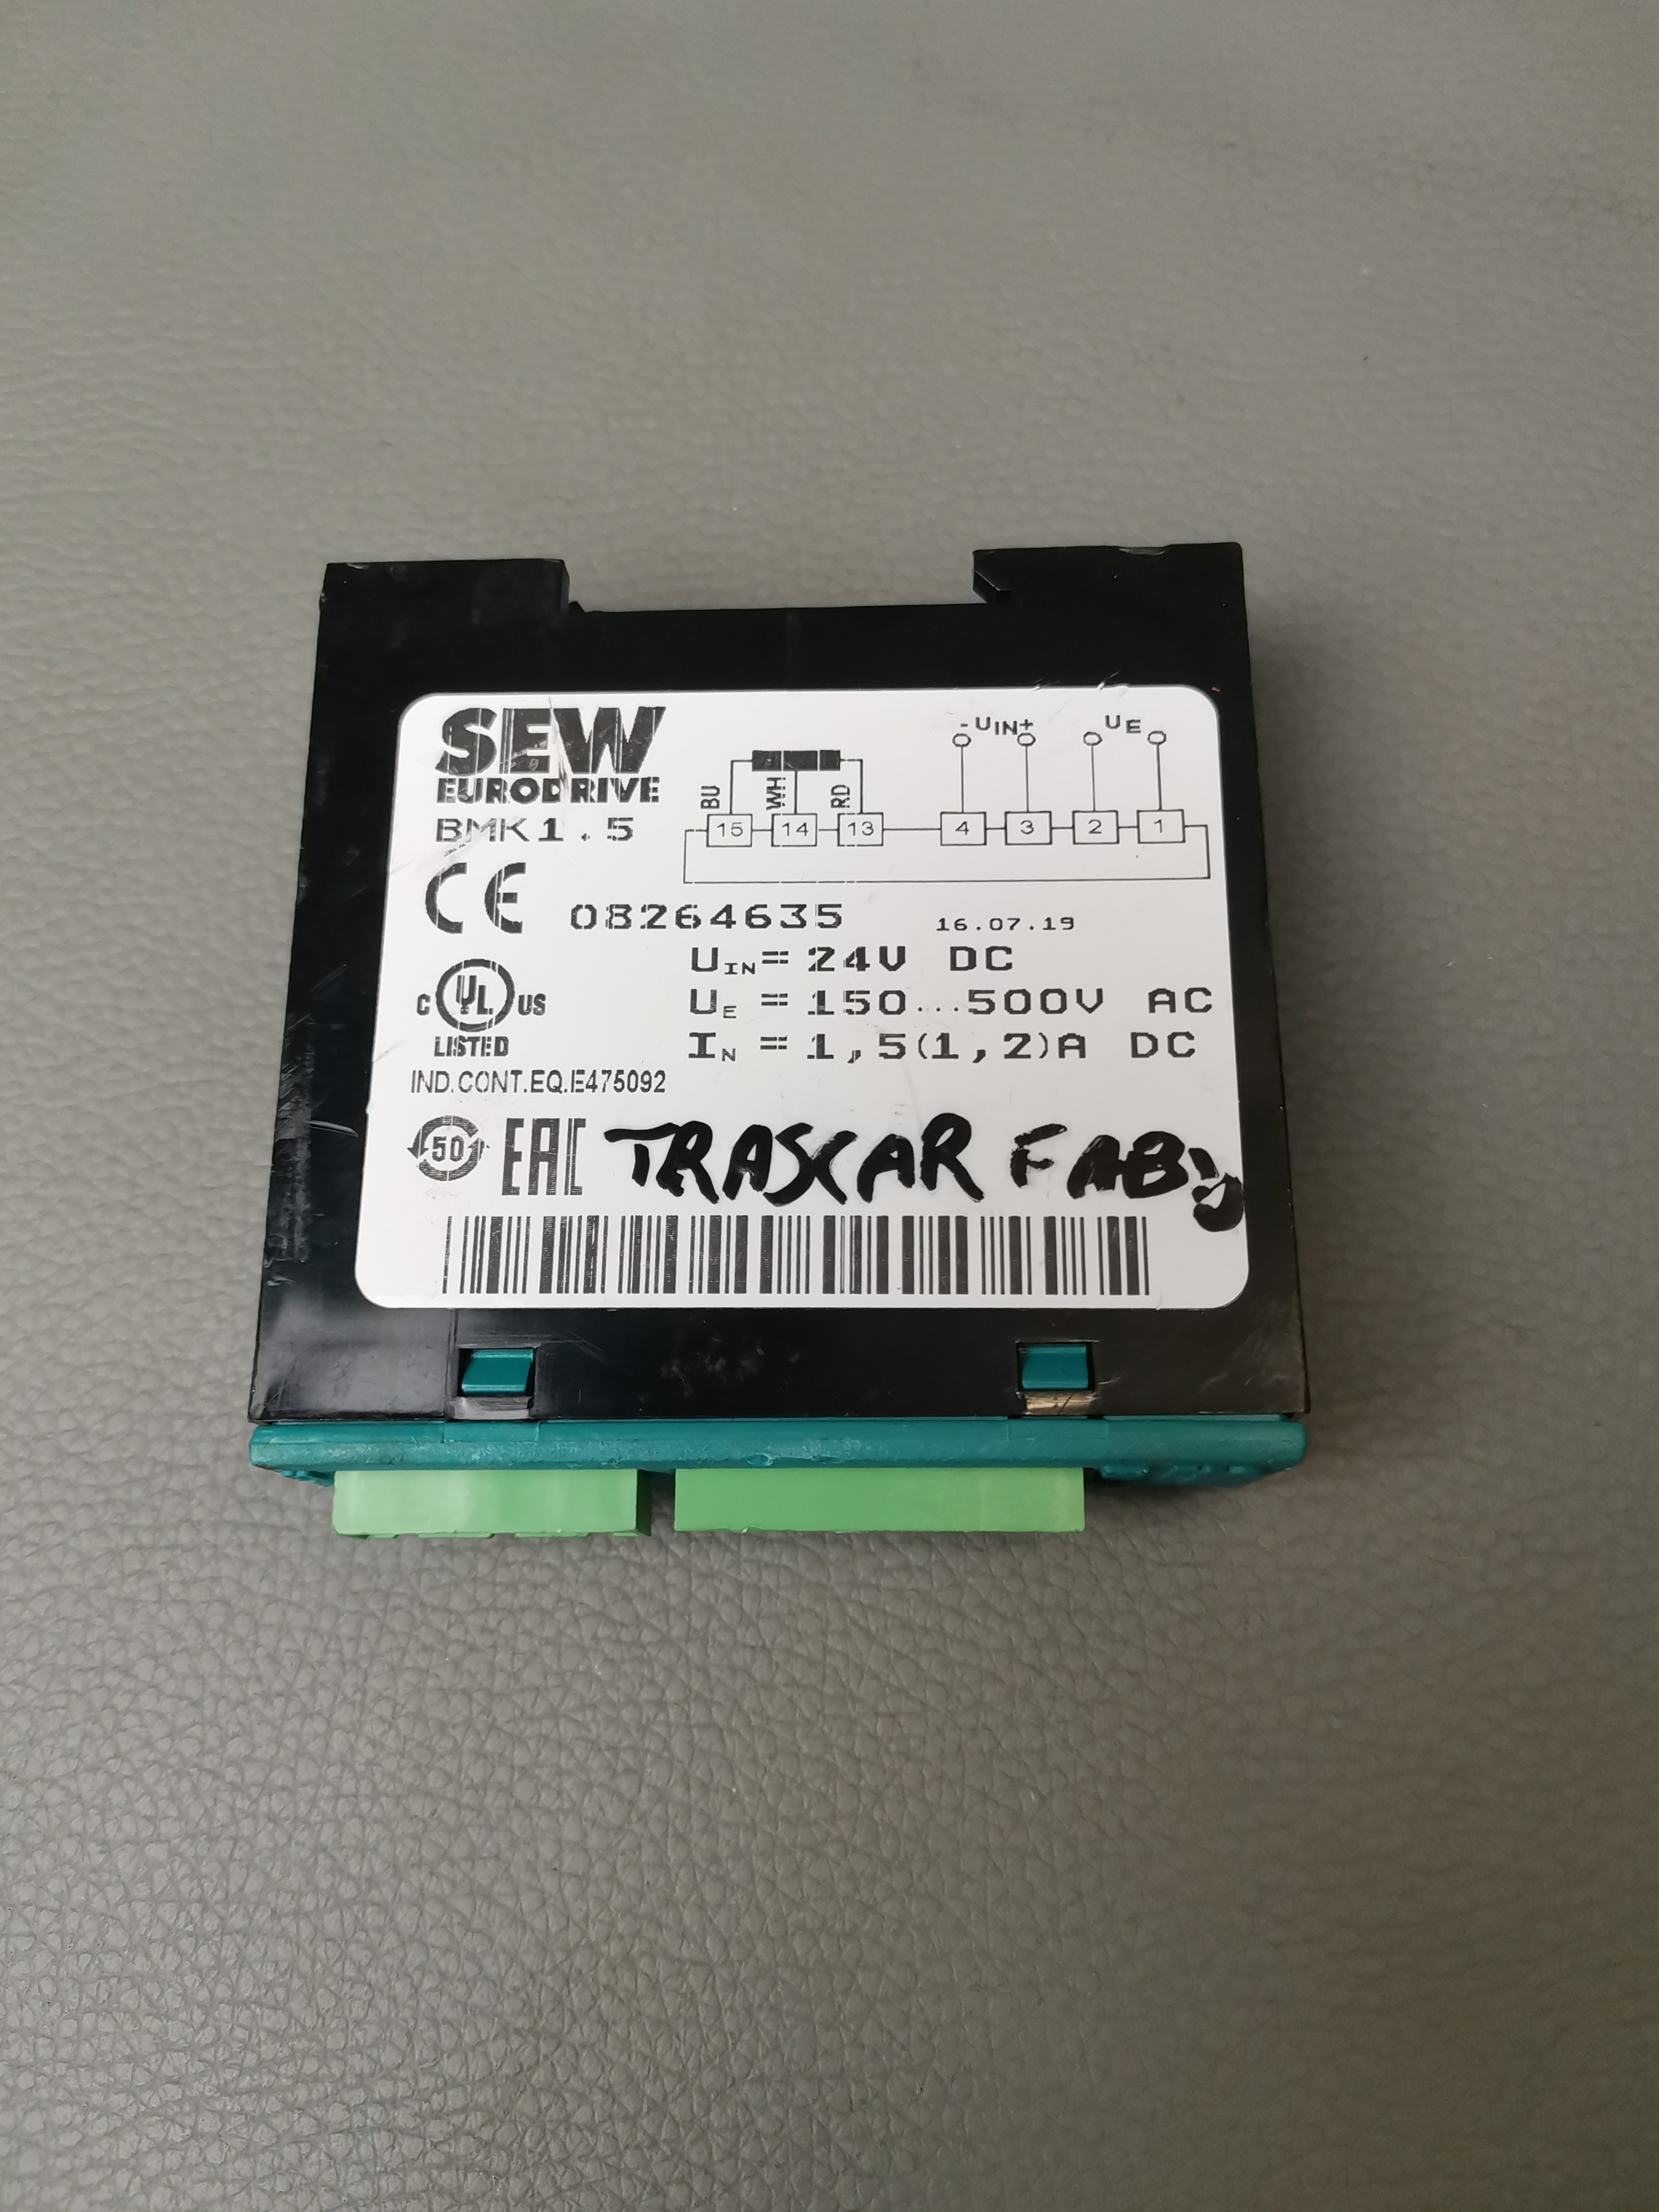 SEW
EURODRIVE
BMK1.5
- UIN +
UE
BU
WH
RD
15
14
13
4
3
2
1
CE
08264635
16.07.19
UIN = 24V DC
UE = 150...500V AC
IN = 1,5(1,2)A DC
C UL US
LISTED
IND.CONT.EQ.E475092
50
EAC
TRASCAR